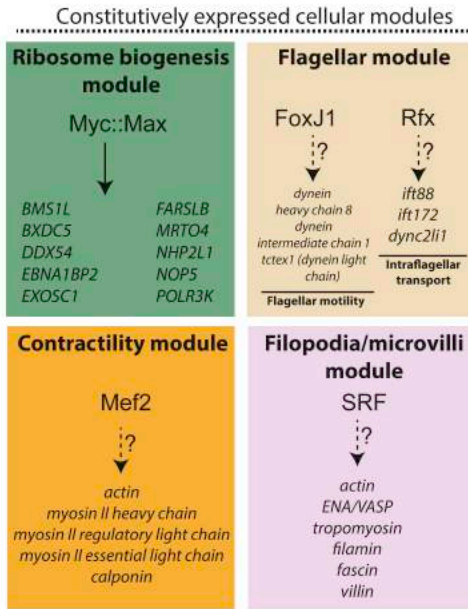 Constitutively expressed cellular modules
Ribosome biogenesis
module
Myc::Max
BMS1L
BXDC5
DDX54
EBNA1BP2
EXOSC1
FARSLB
MRTO4
NHP2L1
NOP5
POLR3K
Flagellar module
FoxJ1
?
dynein
heavy chain 8
dynein
intermediate chain 1
tctex1 (dynein light
chain)
Flagellar motility
Rfx
?
ift88
ift172
dync2li1
Intraflagellar
transport
Contractility module
Mef2
?
actin
myosin II heavy chain
myosin II regulatory light chain
myosin II essential light chain
calponin
Filopodia/microvilli
module
SRF
?
actin
ENA/VASP
tropomyosin
filamin
fascin
villin